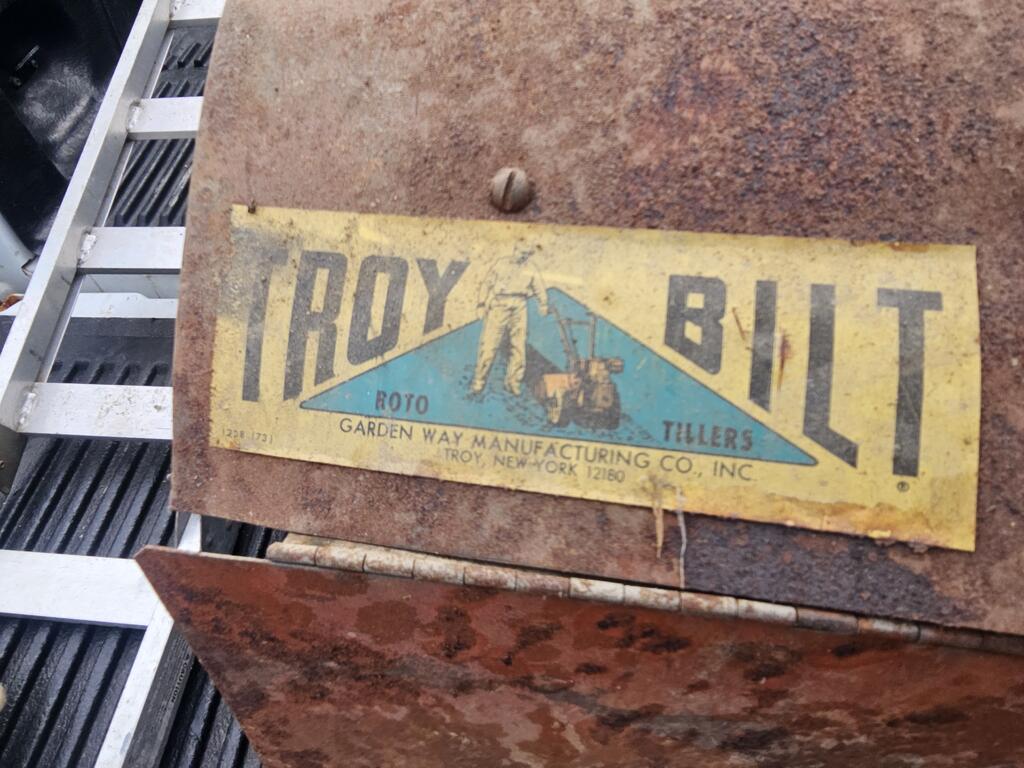 TROY BILT
ROTO TILLERS
GARDEN WAY MANUFACTURING CO., INC.
TROY, NEW YORK 12180
®